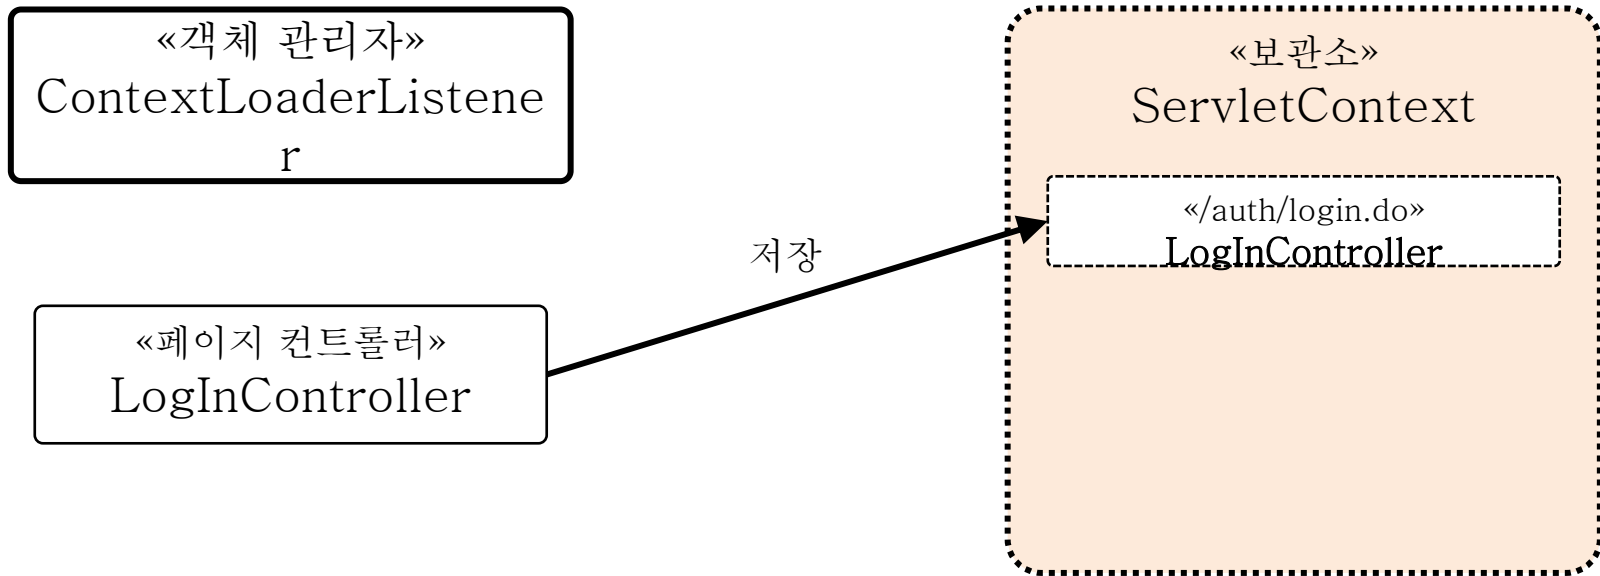 «객체 관리자»
ContextLoaderListene
r
«보관소»
ServletContext
«/auth/login.do»
LogInController
저장
«페이지 컨트롤러»
LogInController